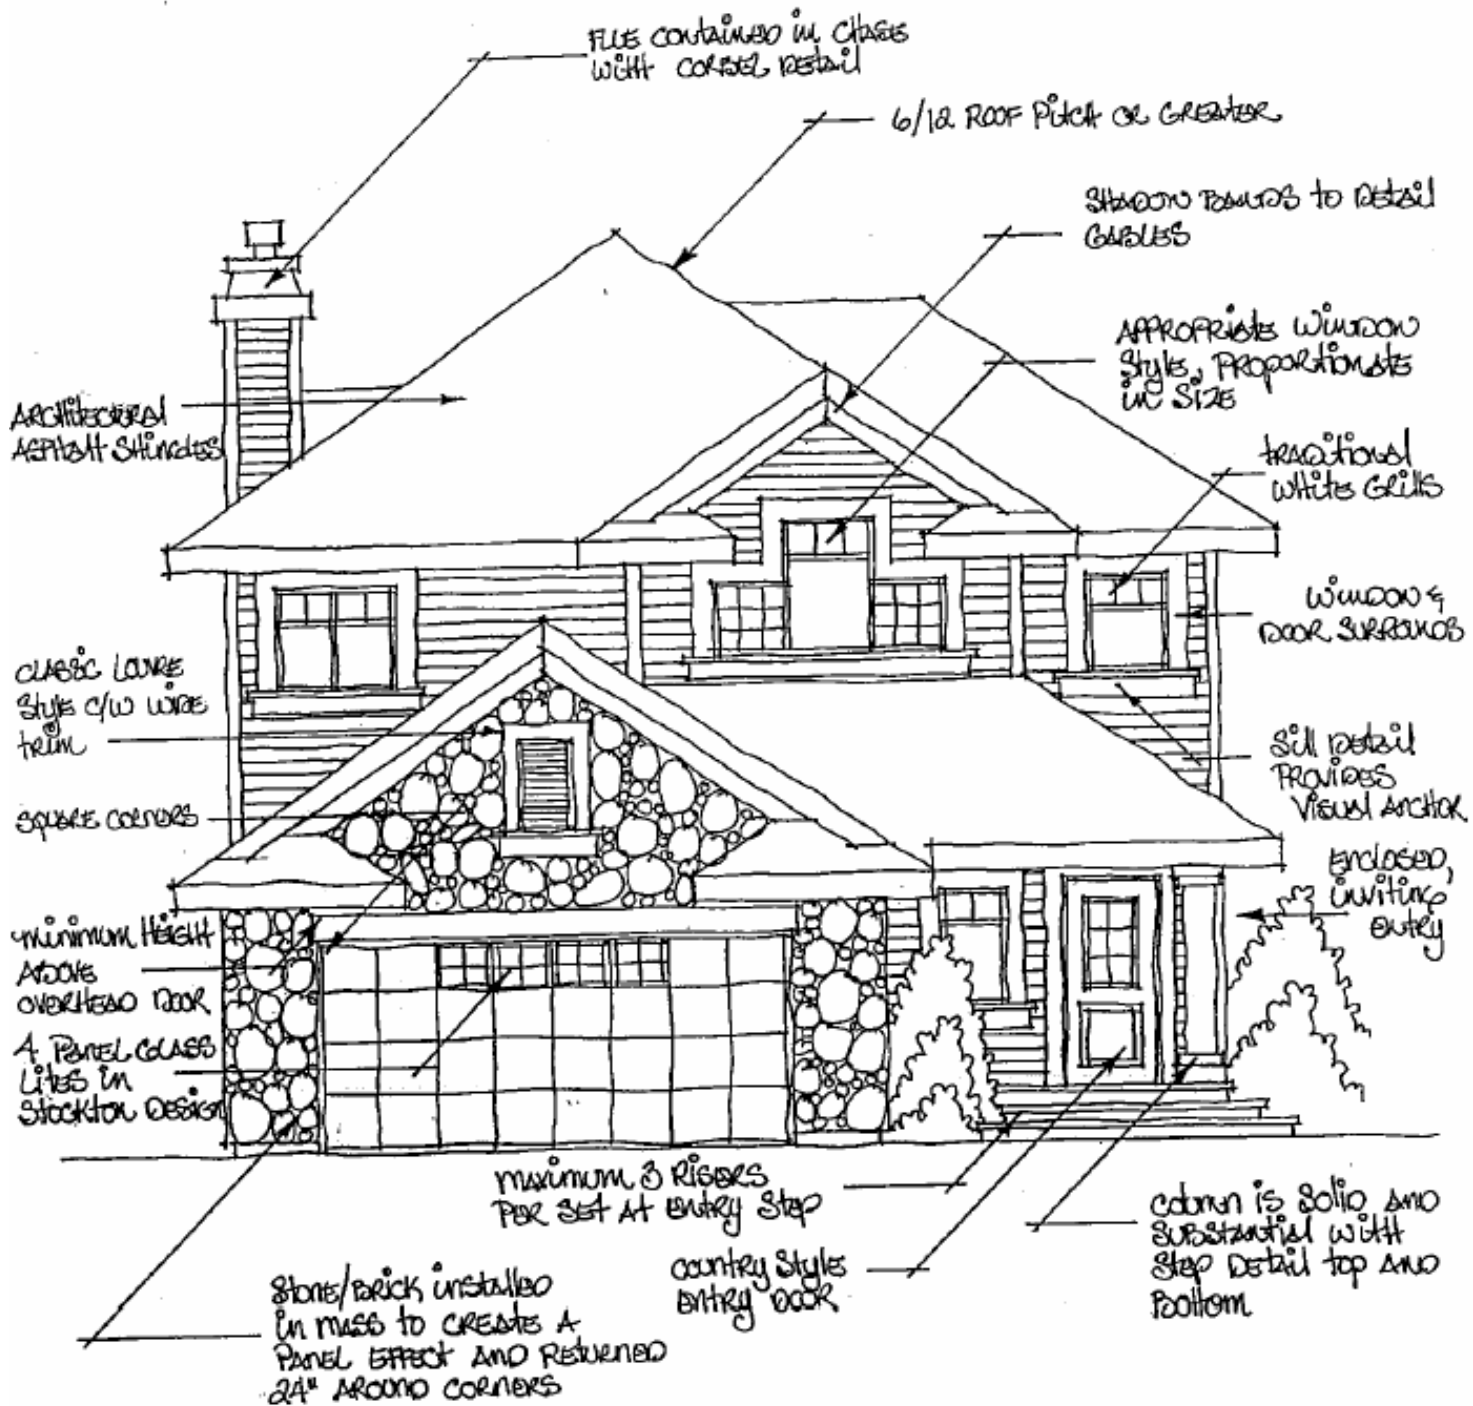 FLUE CONTAINED IN CHASE
WITH CORBEL DETAIL
6/12 ROOF PITCH OR GREATER
SHADOW BANDS TO DETAIL
GABLES
APPROPRIATE WINDOW
STYLE, PROPORTIONATE
IN SIZE
ARCHITECTURAL
ASPHALT SHINGLES
TRADITIONAL
WHITE GRILLS
WINDOW &
DOOR SURROUNDS
CLASSIC LOUVRE
STYLE C/W WIDE
TRIM
SILL DETAIL
PROVIDES
VISUAL ANCHOR
SQUARE CORNERS
ENCLOSED,
INVITING
ENTRY
MINIMUM HEIGHT
ABOVE
OVERHEAD DOOR
4 PANEL GLASS
LITES IN
STOCKTON DESIGN
MAXIMUM 3 RISERS
PER SET AT ENTRY STEP
COLUMN IS SOLID AND
SUBSTANTIAL WITH
STEP DETAIL TOP AND
BOTTOM
COUNTRY STYLE
ENTRY DOOR
STONE/BRICK INSTALLED
IN MASS TO CREATE A
PANEL EFFECT AND RETURNED
24" AROUND CORNERS